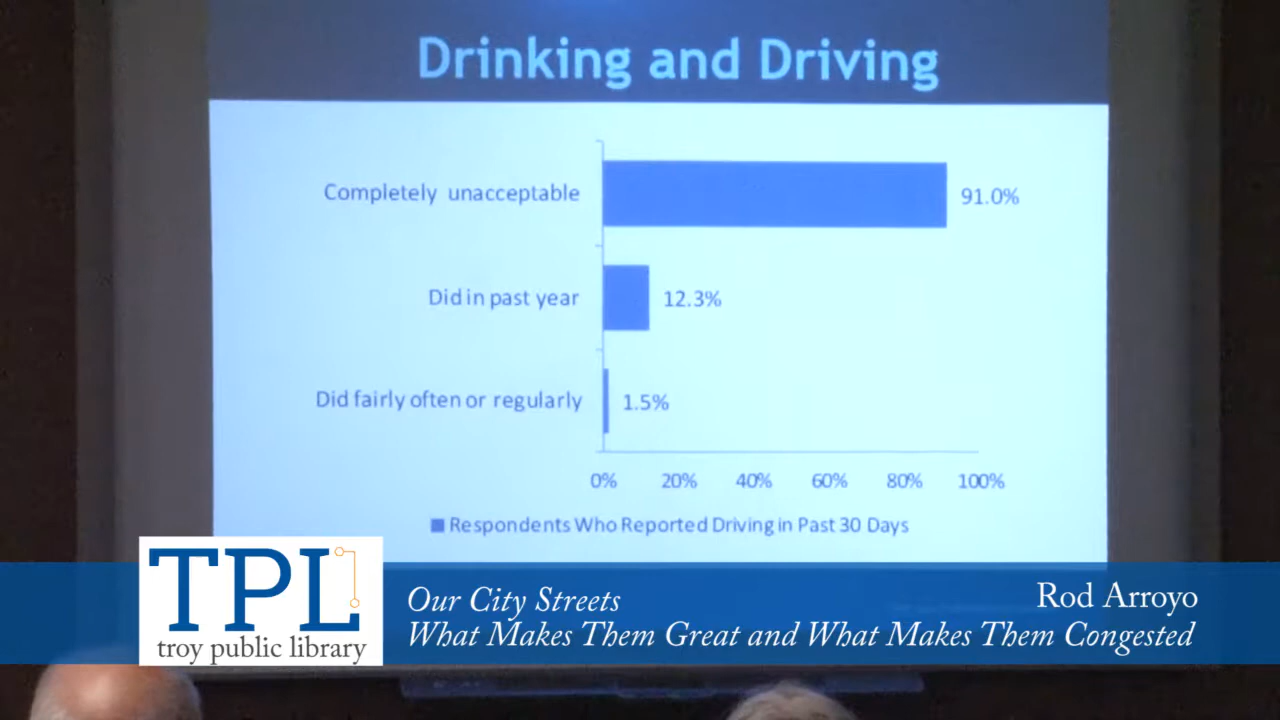 Drinking and Driving
Completely unacceptable
91.0%
Did in past year
12.3%
Did fairly often or regularly
1.5%
0% 20% 40% 60% 80% 100%
Respondents Who Reported Driving in Past 30 Days
TPL
troy public library
Our City Streets
Rod Arroyo
What Makes Them Great and What Makes Them Congested